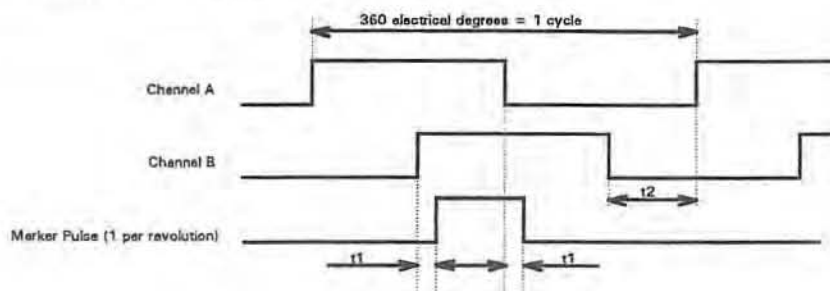 360 electrical degrees = 1 cycle
Channel A
Channel B
t2
Marker Pulse (1 per revolution)
t1 t1